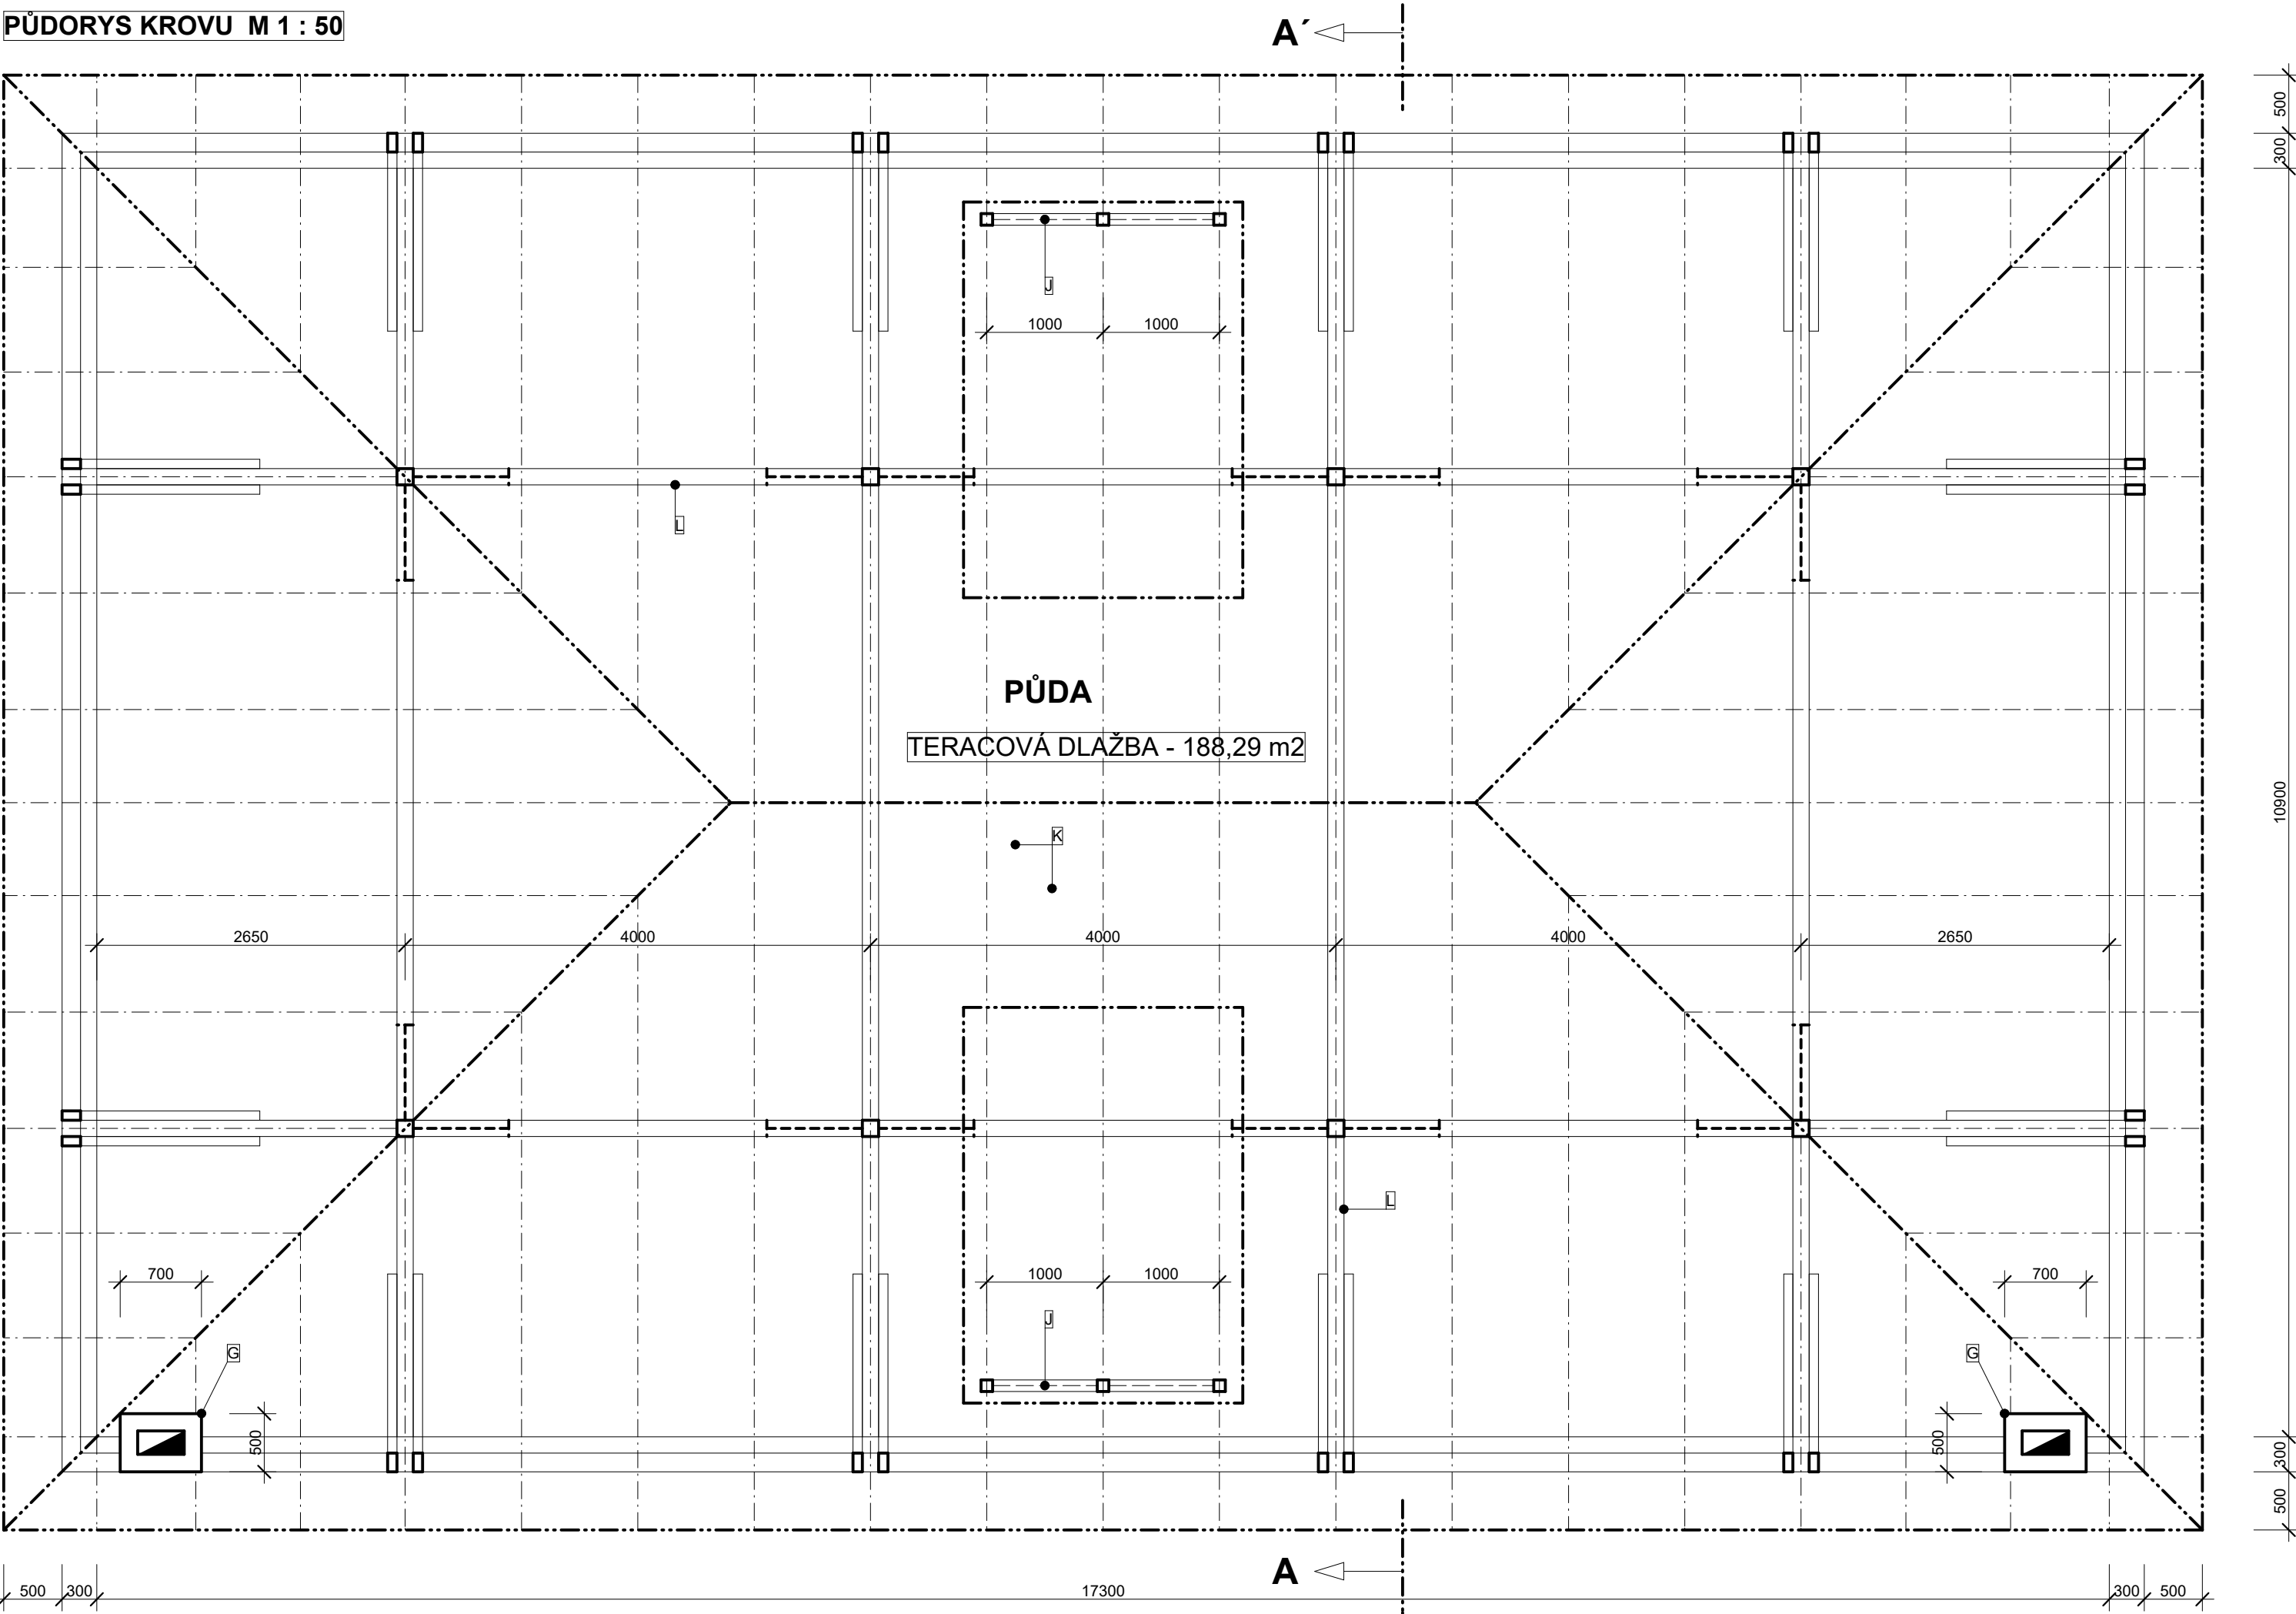 PŮDORYS KROVU M 1 : 50
A´
500
300
J
1000 1000
L
PŮDA
TERACOVÁ DLAŽBA - 188,29 m2
10900
K
2650 4000 4000 4000 2650
L
700 1000 1000 700
J
G G
500 500
300
500
A
500 300 17300 300 500